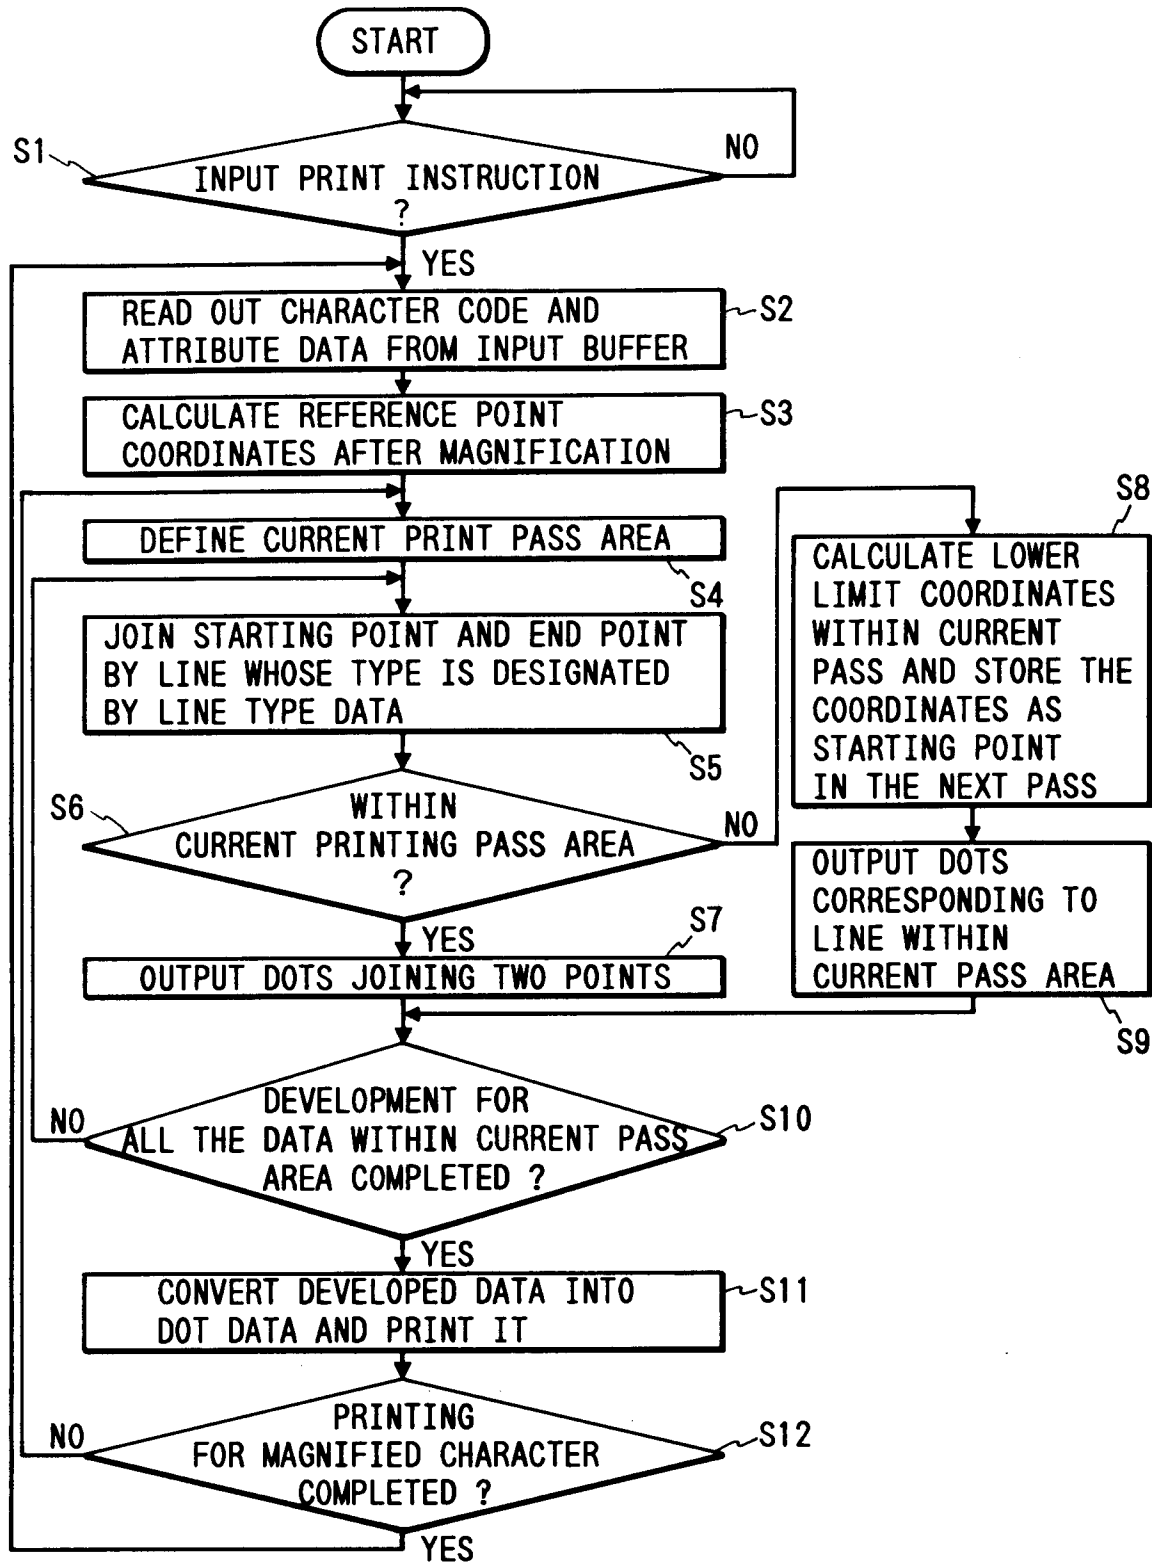 START
S1
INPUT PRINT INSTRUCTION
?
NO
YES
READ OUT CHARACTER CODE AND
ATTRIBUTE DATA FROM INPUT BUFFER
S2
CALCULATE REFERENCE POINT
COORDINATES AFTER MAGNIFICATION
S3
DEFINE CURRENT PRINT PASS AREA
S4
JOIN STARTING POINT AND END POINT
BY LINE WHOSE TYPE IS DESIGNATED
BY LINE TYPE DATA
S5
S6
WITHIN
CURRENT PRINTING PASS AREA
?
NO
YES
S7
OUTPUT DOTS JOINING TWO POINTS
S8
CALCULATE LOWER
LIMIT COORDINATES
WITHIN CURRENT
PASS AND STORE THE
COORDINATES AS
STARTING POINT
IN THE NEXT PASS
OUTPUT DOTS
CORRESPONDING TO
LINE WITHIN
CURRENT PASS AREA
S9
DEVELOPMENT FOR
ALL THE DATA WITHIN CURRENT PASS
AREA COMPLETED ?
S10
NO
YES
CONVERT DEVELOPED DATA INTO
DOT DATA AND PRINT IT
S11
PRINTING
FOR MAGNIFIED CHARACTER
COMPLETED ?
S12
NO
YES